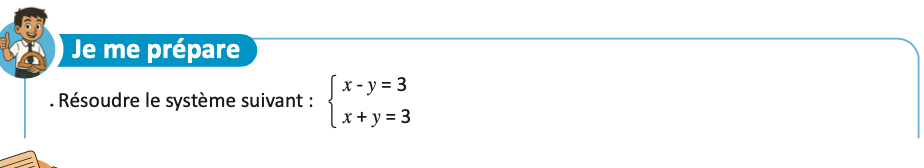 Je me prépare
. Résoudre le système suivant : { x - y = 3
x + y = 3